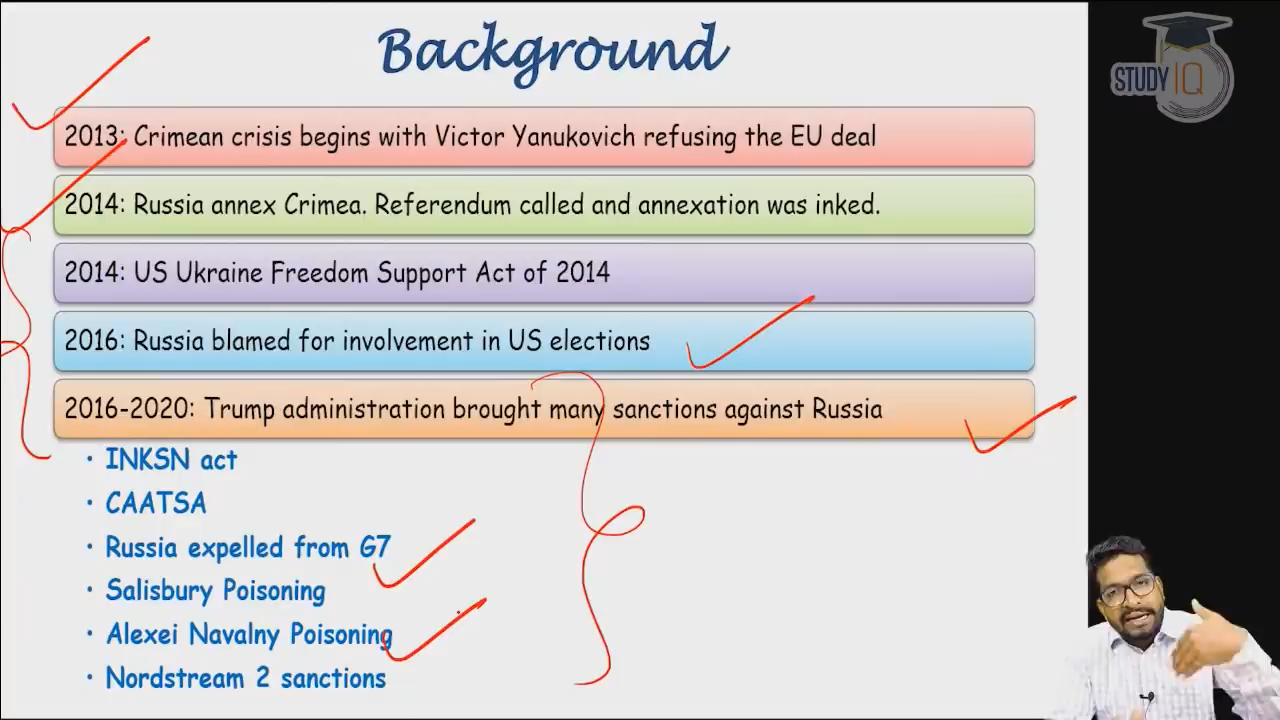 Background
STUDY IQ
2013: Crimean crisis begins with Victor Yanukovich refusing the EU deal
2014: Russia annex Crimea. Referendum called and annexation was inked.
2014: US Ukraine Freedom Support Act of 2014
2016: Russia blamed for involvement in US elections
2016-2020: Trump administration brought many sanctions against Russia
• INKSN act
• CAATSA
• Russia expelled from G7
• Salisbury Poisoning
• Alexei Navalny Poisoning
• Nordstream 2 sanctions